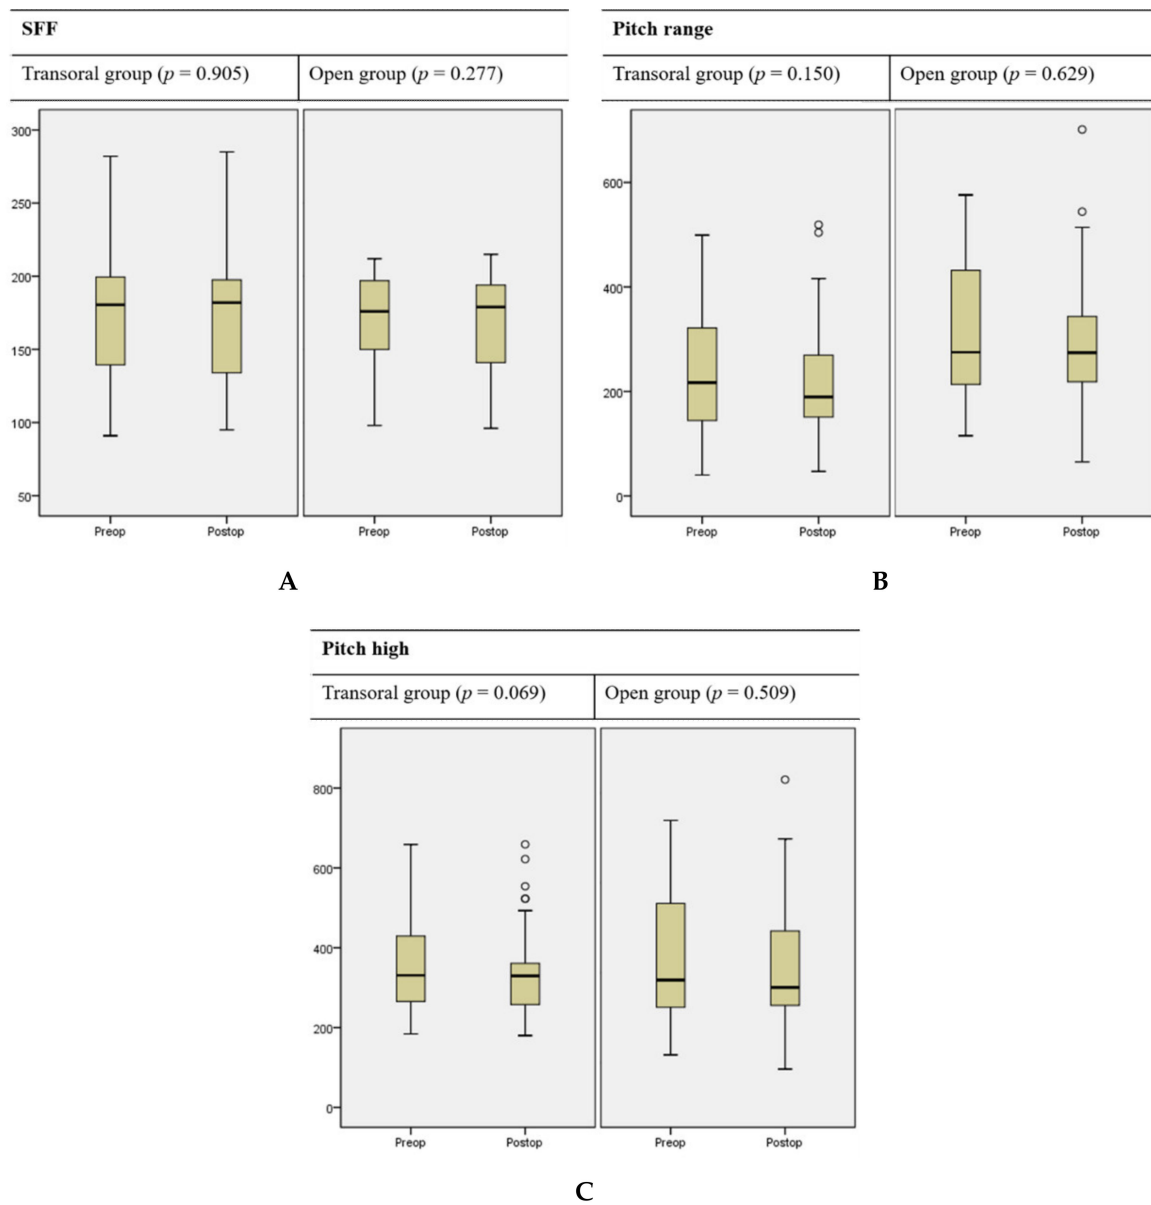 SFF
Transoral group (p = 0.905) Open group (p = 0.277)
300
250
200
150
100
50
Preop Postop Preop Postop
A
Pitch range
Transoral group (p = 0.150) Open group (p = 0.629)
600
400
200
0
Preop Postop Preop Postop
B
Pitch high
Transoral group (p = 0.069) Open group (p = 0.509)
800
600
400
200
0
Preop Postop Preop Postop
C